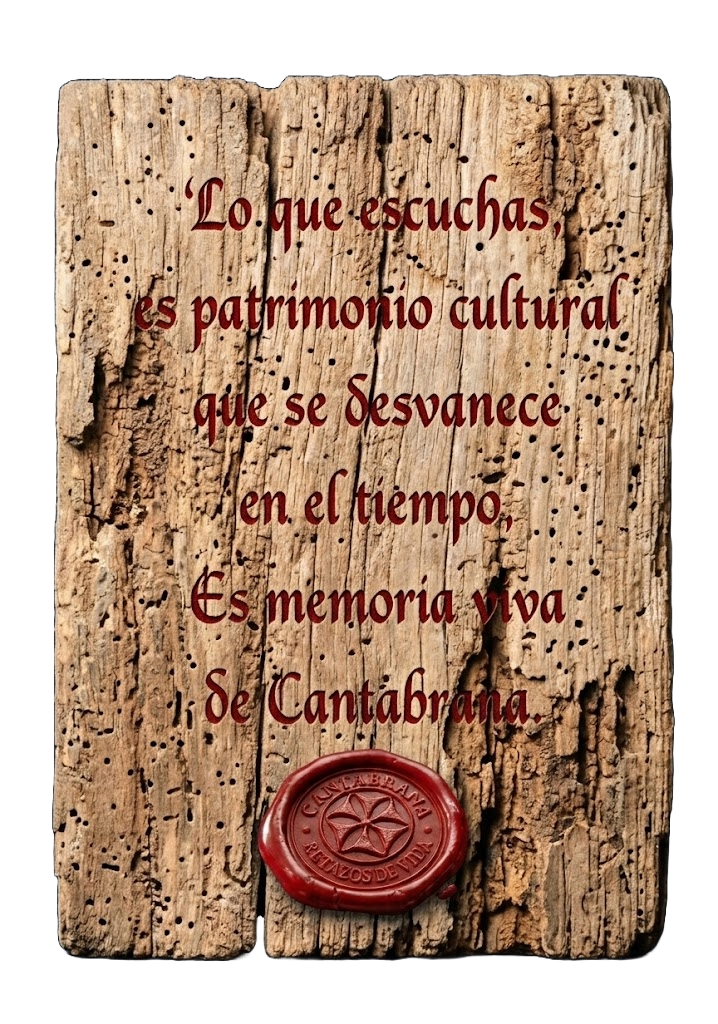 ‘Lo que escuchas,
es patrimonio cultural
que se desvanece
en el tiempo,
Es memoria viva
de Cantabrana.
CANTABRANA
RETAZOS DE VIDA